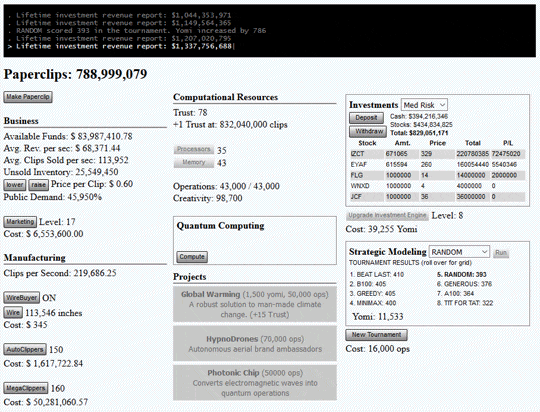 . Lifetime investment revenue report: $1,044,353,971
. Lifetime investment revenue report: $1,149,564,365
. RANDOM scored 393 in the tournament. Yomi increased by 786
. Lifetime investment revenue report: $1,207,020,795
> Lifetime investment revenue report: $1,337,756,688|
Paperclips: 788,999,079
Make Paperclip
Business
Available Funds: $ 83,987,410.78
Avg. Rev. per sec: $ 68,371.44
Avg. Clips Sold per sec: 113,952
Unsold Inventory: 25,549,450
lower raise Price per Clip: $ 0.60
Public Demand: 45,950%
Marketing Level: 17
Cost: $ 6,553,600.00
Manufacturing
Clips per Second: 219,686.25
WireBuyer ON
Wire 113,546 inches
Cost: $ 345
AutoClippers 150
Cost: $ 1,617,722.84
MegaClippers 160
Cost: $ 50,281,060.57
Computational Resources
Trust: 78
+1 Trust at: 832,040,000 clips
Processors 35
Memory 43
Operations: 43,000 / 43,000
Creativity: 98,700
Quantum Computing
Compute
Projects
Global Warming (1,500 yomi, 50,000 ops)
A robust solution to man-made climate
change. (+15 Trust)
HypnoDrones (70,000 ops)
Autonomous aerial brand ambassadors
Photonic Chip (50000 ops)
Converts electromagnetic waves into
quantum operations
Investments Med Risk
Deposit Cash: $394,216,346
Stocks: $434,834,825
Withdraw Total: $829,051,171
Stock Amt. Price Total P/L
IZCT 671065 329 220780385 72475020
EYAF 615594 260 160054440 5540346
FLG 1000000 14 14000000 2000000
WNXD 1000000 4 4000000 0
JCF 1000000 36 36000000 0
Upgrade Investment Engine Level: 8
Cost: 39,255 Yomi
Strategic Modeling RANDOM Run
TOURNAMENT RESULTS (roll over for grid)
1. BEAT LAST: 410 5. RANDOM: 393
2. B100: 405 6. GENEROUS: 376
3. GREEDY: 405 7. A100: 364
4. MINIMAX: 400 8. TIT FOR TAT: 322
Yomi: 11,533
New Tournament
Cost: 16,000 ops